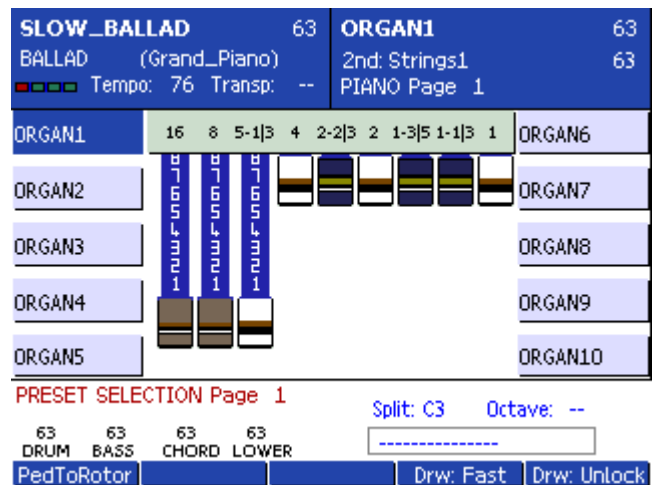 SLOW_BALLAD 63 ORGAN1 63
BALLAD (Grand_Piano) 2nd: Strings1 63
Tempo: 76 Transp: -- PIANO Page 1
ORGAN1 16 8 5-1|3 4 2-2|3 2 1-3|5 1-1|3 1 ORGAN6
ORGAN2 ORGAN7
ORGAN3 ORGAN8
ORGAN4 ORGAN9
ORGAN5 ORGAN10
8 8 8
7 7 7
6 6 6
5 5 5
4 4 4
3 3 3
2 2 2
1 1 1
PRESET SELECTION Page 1
Split: C3 Octave: --
63 63 63 63
DRUM BASS CHORD LOWER
---------------
PedToRotor Drw: Fast Drw: Unlock